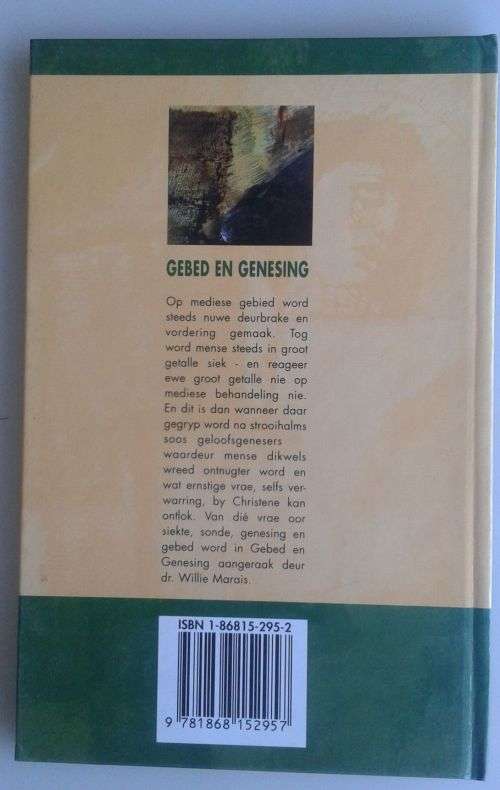 GEBED EN GENESING
Op mediese gebied word
steeds nuwe deurbrake en
vordering gemaak. Tog
word mense steeds in groot
getalle siek - en reageer
ewe groot getalle nie op
mediese behandeling nie.
En dit is dan wanneer daar
gegryp word na strooihalms
soos geloofsgenesers
waardeur mense dikwels
wreed ontnugter word en
wat ernstige vrae, selfs ver-
warring, by Christene kan
ontlok. Van dié vrae oor
siekte, sonde, genesing en
gebed word in Gebed en
Genesing aangeraak deur
dr. Willie Marais.
ISBN 1-86815-295-2
9 781868 152957